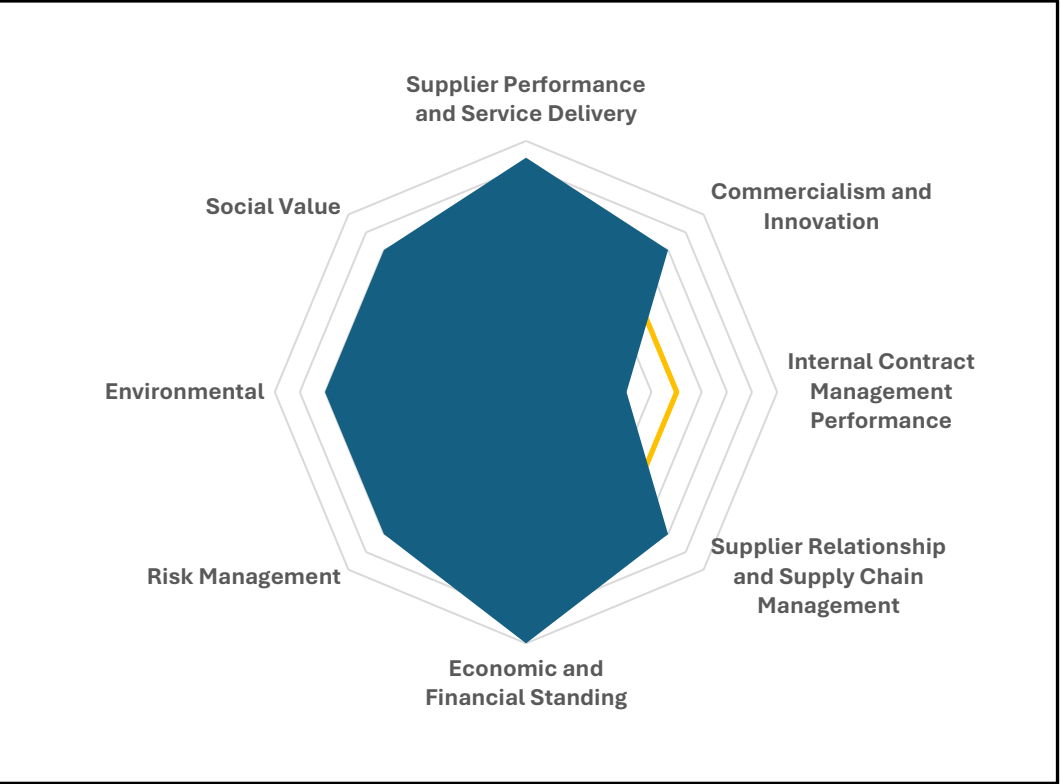 Supplier Performance
and Service Delivery
Commercialism and
Innovation
Internal Contract
Management
Performance
Supplier Relationship
and Supply Chain
Management
Economic and
Financial Standing
Risk Management
Environmental
Social Value